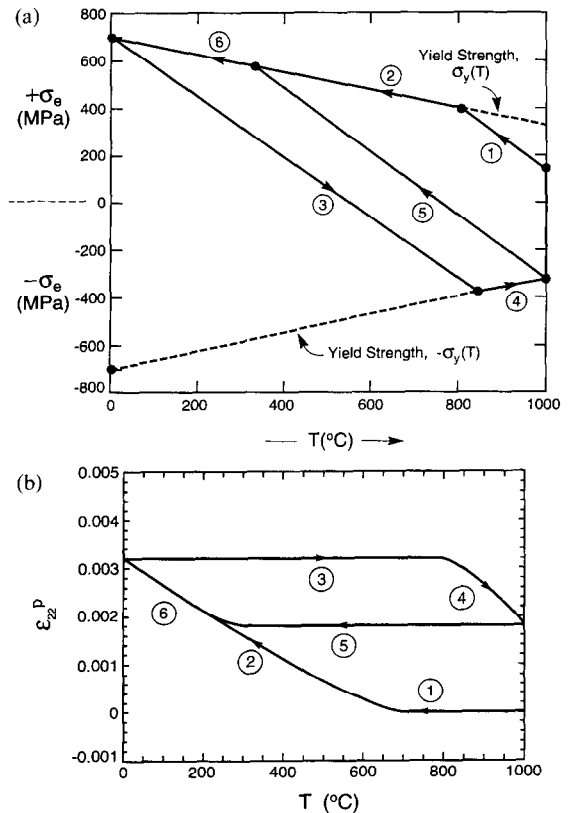 (a)
800
600
400
200
0
-200
-400
-600
-800
+σe
(MPa)
-σe
(MPa)
⑥
②
Yield Strength,
σy(T)
①
③
⑤
④
Yield Strength, -σy(T)
0 200 400 600 800 1000
T(°C)
(b)
0.005
0.004
0.003
0.002
0.001
0
-0.001
ε22p
③
④
⑥
⑤
②
①
0 200 400 600 800 1000
T (°C)